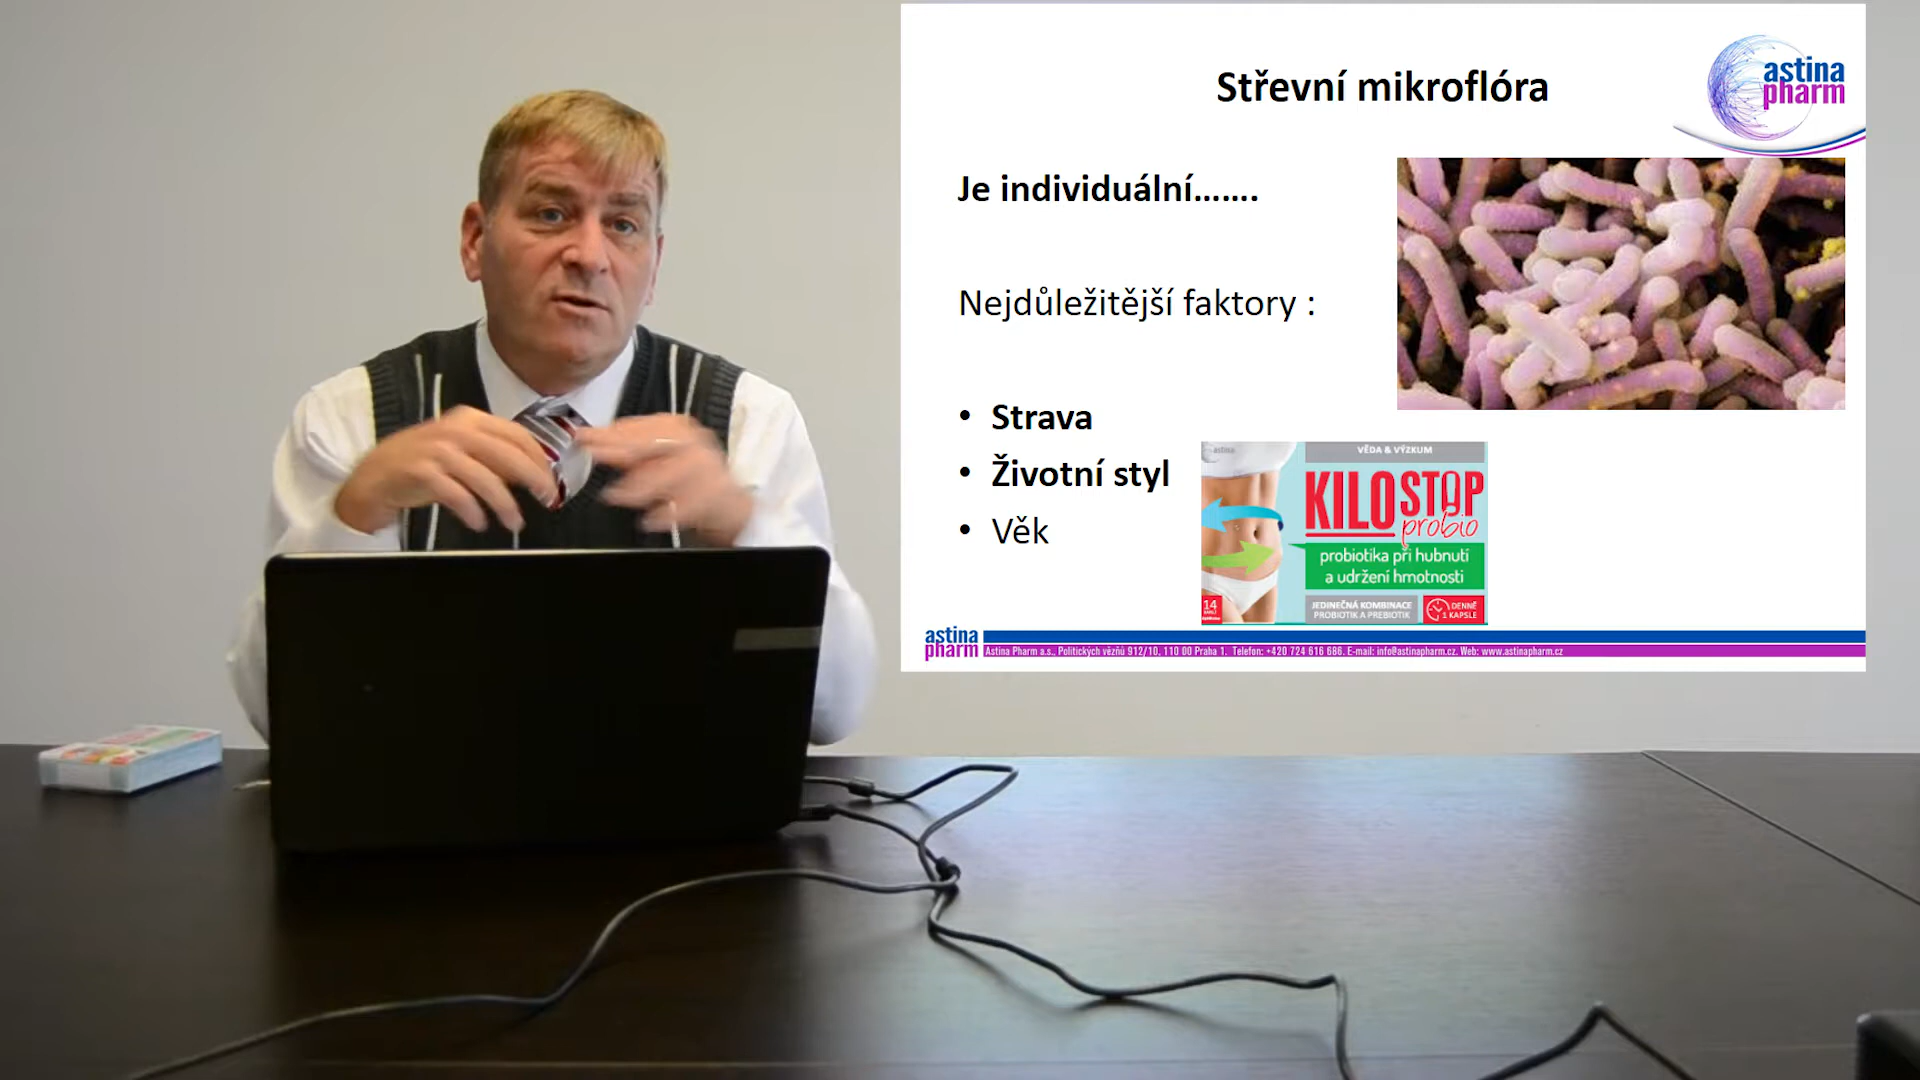 Střevní mikroflóra
astina
pharm
Je individuální.......
Nejdůležitější faktory :
• Strava
• Životní styl
• Věk
astina
VĚDA & VÝZKUM
KILOSTOP
probio
probiotika při hubnutí
a udržení hmotnosti
14
JEDINEČNÁ KOMBINACE
PROBIOTIK A PREBIOTIK
DENNĚ
1 KAPSLE
astina
pharm
Astina Pharm a.s., Politických vězňů 912/10, 110 00 Praha 1. Telefon: +420 724 616 686. E-mail: info@astinapharm.cz. Web: www.astinapharm.cz